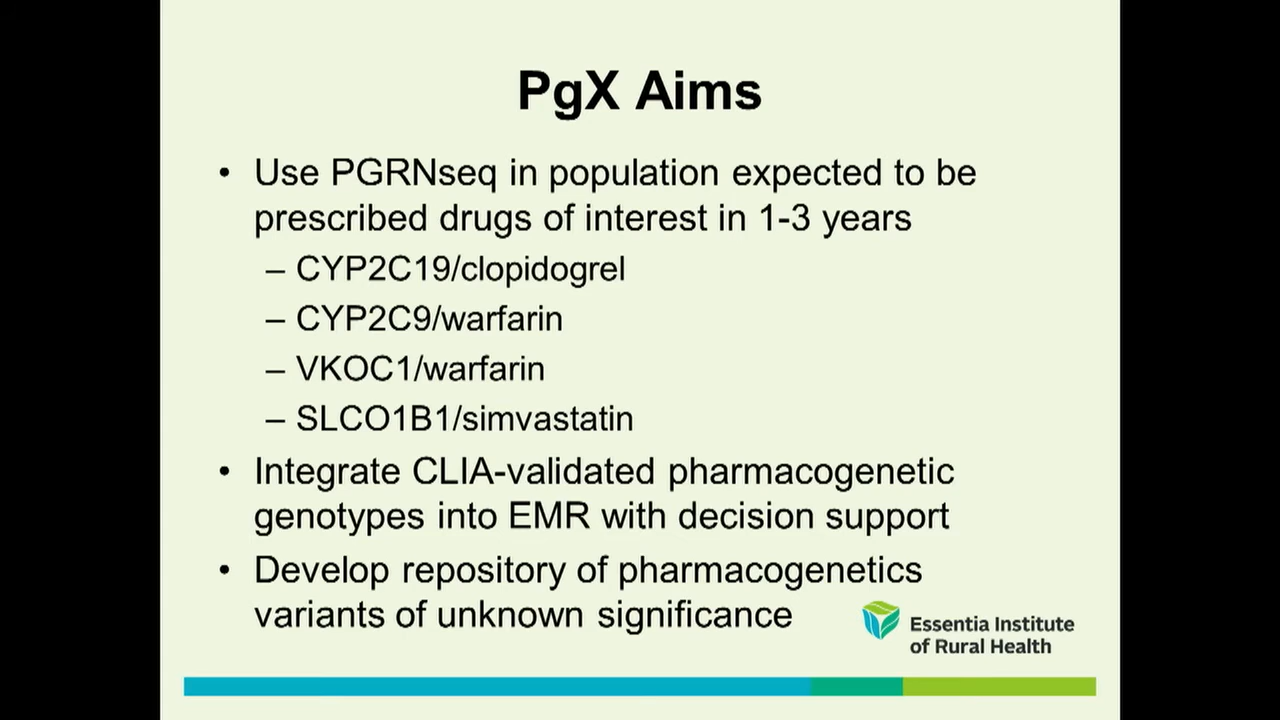 PgX Aims
• Use PGRNseq in population expected to be
prescribed drugs of interest in 1-3 years
– CYP2C19/clopidogrel
– CYP2C9/warfarin
– VKOC1/warfarin
– SLCO1B1/simvastatin
• Integrate CLIA-validated pharmacogenetic
genotypes into EMR with decision support
• Develop repository of pharmacogenetics
variants of unknown significance
Essentia Institute
of Rural Health